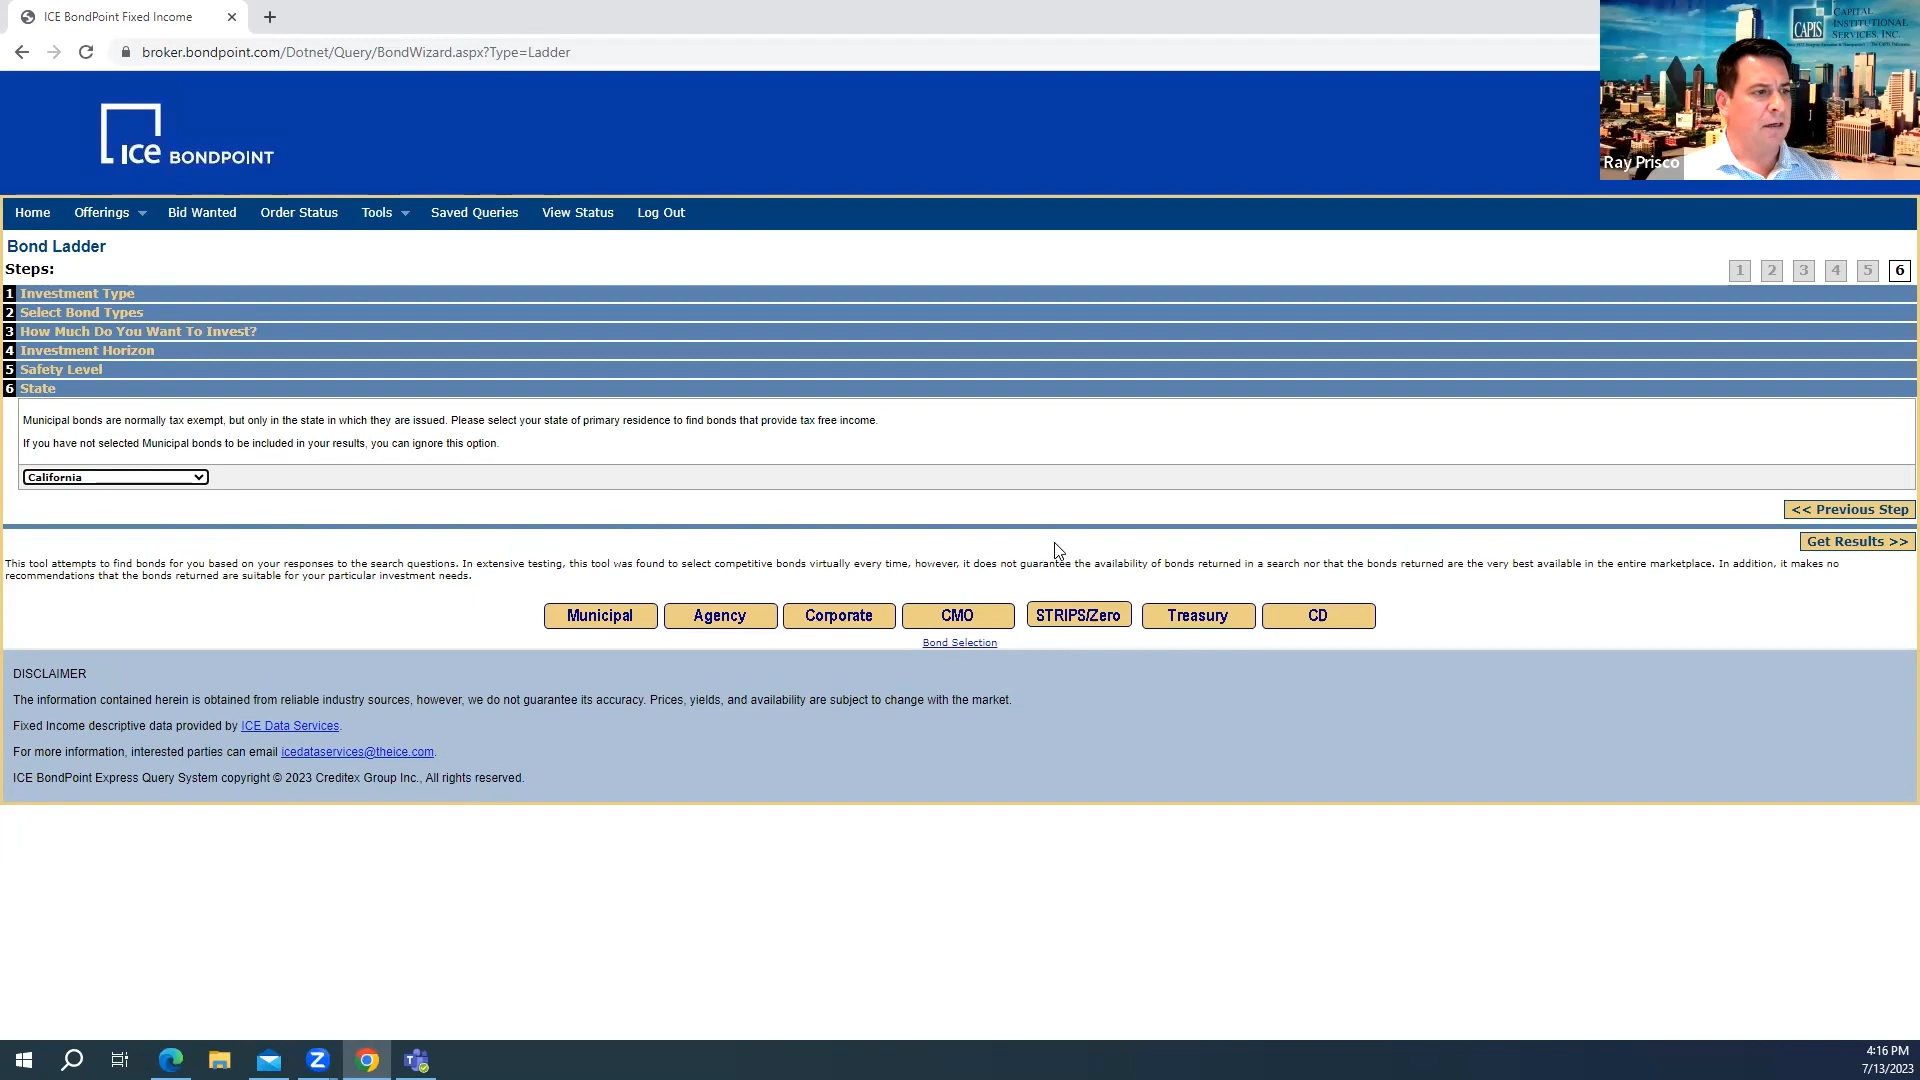 ICE BondPoint Fixed Income
broker.bondpoint.com/Dotnet/Query/BondWizard.aspx?Type=Ladder
CAPIS
CAPITAL
INSTITUTIONAL
SERVICES, INC.
Ray Prisco
ice BONDPOINT
Home Offerings Bid Wanted Order Status Tools Saved Queries View Status Log Out
Bond Ladder
Steps:
1 2 3 4 5 6
1 Investment Type
2 Select Bond Types
3 How Much Do You Want To Invest?
4 Investment Horizon
5 Safety Level
6 State
Municipal bonds are normally tax exempt, but only in the state in which they are issued. Please select your state of primary residence to find bonds that provide tax free income.
If you have not selected Municipal bonds to be included in your results, you can ignore this option.
California
<< Previous Step
Get Results >>
This tool attempts to find bonds for you based on your responses to the search questions. In extensive testing, this tool was found to select competitive bonds virtually every time, however, it does not guarantee the availability of bonds returned in a search nor that the bonds returned are the very best available in the entire marketplace. In addition, it makes no
recommendations that the bonds returned are suitable for your particular investment needs.
Municipal Agency Corporate CMO STRIPS/Zero Treasury CD
Bond Selection
DISCLAIMER
The information contained herein is obtained from reliable industry sources, however, we do not guarantee its accuracy. Prices, yields, and availability are subject to change with the market.
Fixed Income descriptive data provided by ICE Data Services.
For more information, interested parties can email icedataservices@theice.com.
ICE BondPoint Express Query System copyright © 2023 Creditex Group Inc., All rights reserved.
4:16 PM
7/13/2023